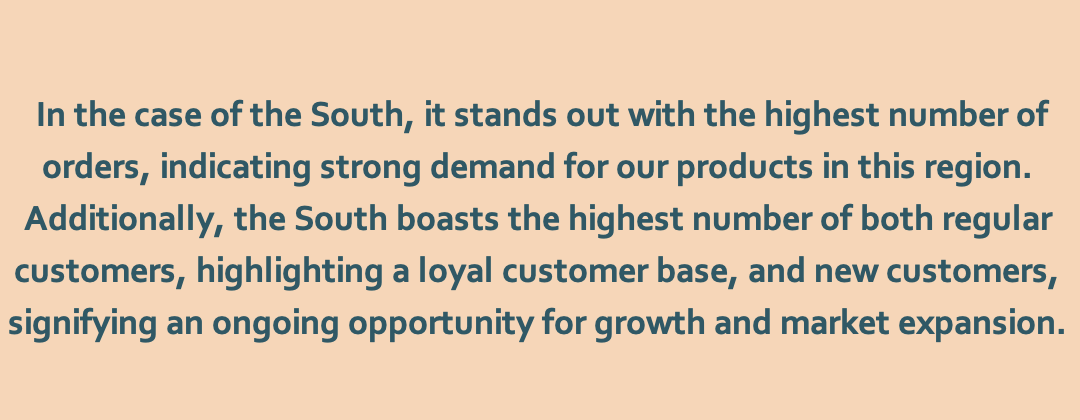 In the case of the South, it stands out with the highest number of
orders, indicating strong demand for our products in this region.
Additionally, the South boasts the highest number of both regular
customers, highlighting a loyal customer base, and new customers,
signifying an ongoing opportunity for growth and market expansion.